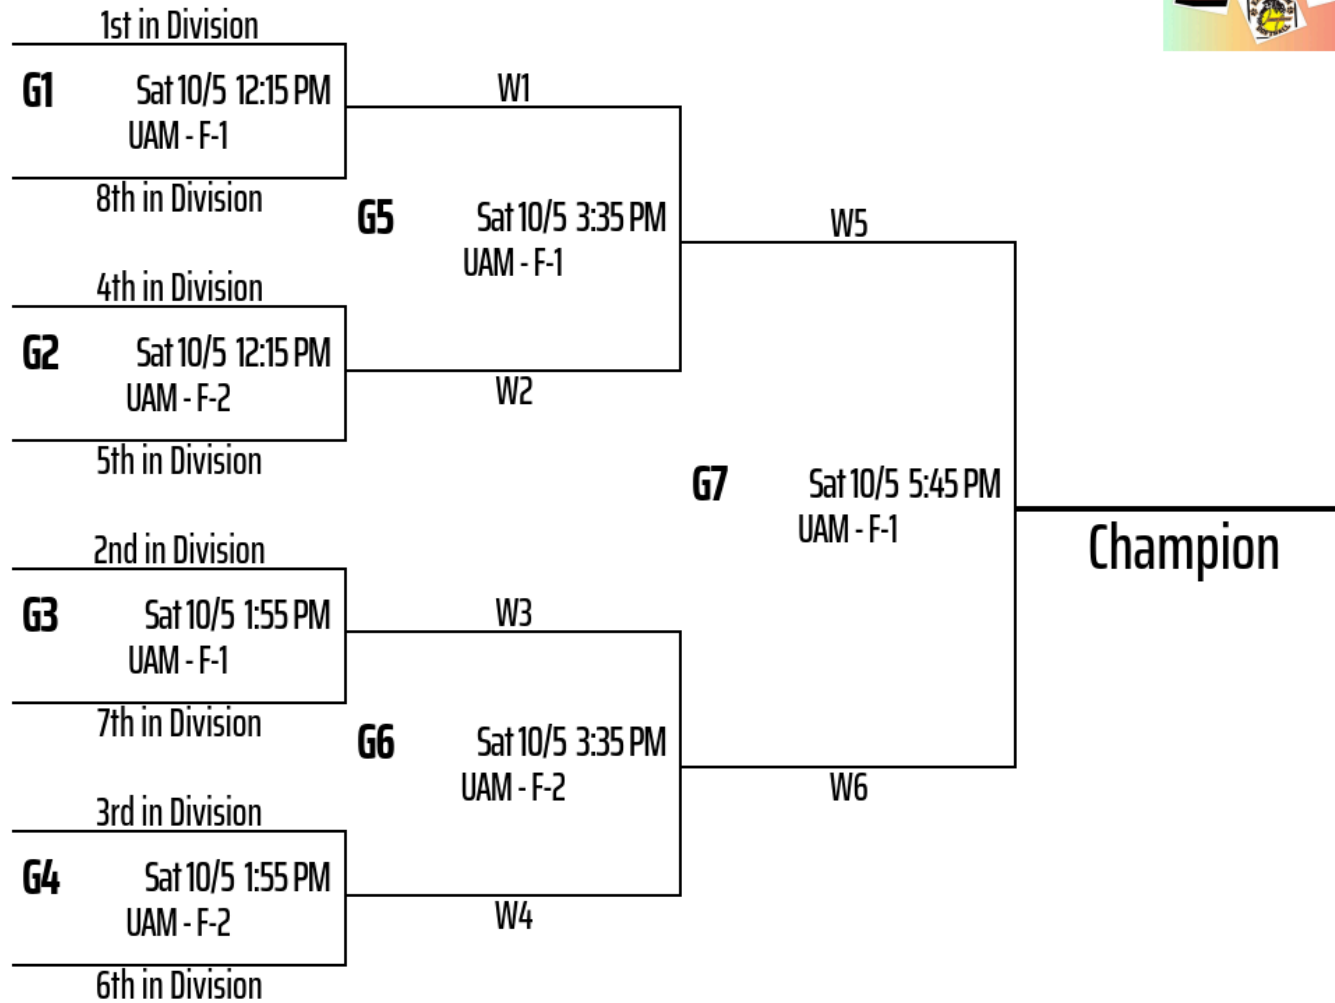 1st in Division
G1 Sat 10/5 12:15 PM
UAM - F-1
8th in Division
W1
G5 Sat 10/5 3:35 PM
UAM - F-1
4th in Division
G2 Sat 10/5 12:15 PM
UAM - F-2
5th in Division
W2
W5
G7 Sat 10/5 5:45 PM
UAM - F-1
Champion
2nd in Division
G3 Sat 10/5 1:55 PM
UAM - F-1
7th in Division
W3
G6 Sat 10/5 3:35 PM
UAM - F-2
W6
3rd in Division
G4 Sat 10/5 1:55 PM
UAM - F-2
6th in Division
W4